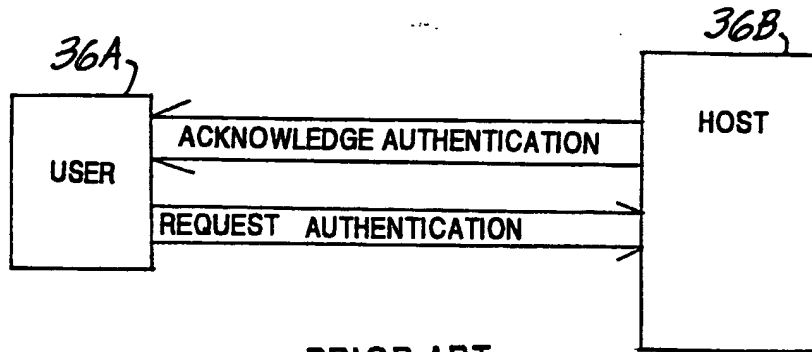 36A
36B
USER
HOST
ACKNOWLEDGE AUTHENTICATION
REQUEST AUTHENTICATION
PRIOR ART